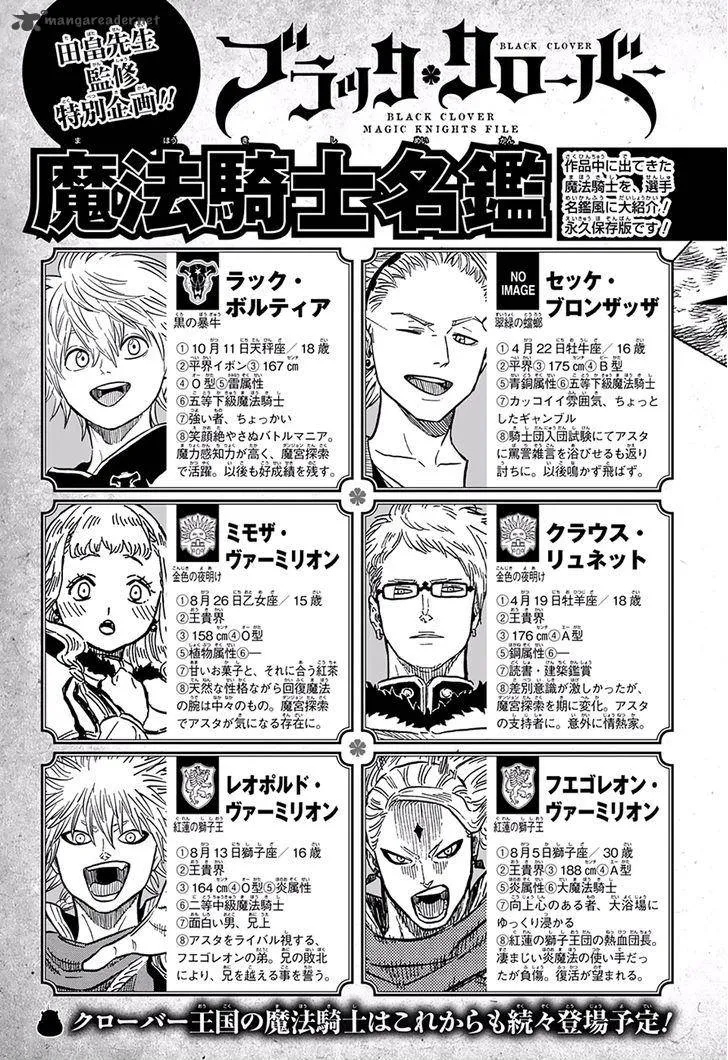 mangareader.net
田畠先生
監修
特別企画!!
BLACK CLOVER
ブラッククローバー
BLACK CLOVER
MAGIC KNIGHTS FILE
魔法騎士名鑑
作品中に出てきた
魔法騎士を、選手
名鑑風に大紹介!
永久保存版です!
ラック・
ボルティア
黒の暴牛
①10月11日天秤座/18歳
②平界イボン③167㎝
④O型⑤雷属性
⑥五等下級魔法騎士
⑦強い者、ちょっかい
⑧笑顔絶やさぬバトルマニア。
魔力感知力が高く、魔宮探索
で活躍。以後も好成績を残す。
NO
IMAGE
セッケ・
ブロンザッザ
翠緑の蟷螂
①4月22日牡牛座/16歳
②平界③175㎝④B型
⑤青銅属性⑥五等下級魔法騎士
⑦カッコイイ雰囲気、ちょっと
したギャンブル
⑧騎士団入団試験にてアスタ
に罵詈雑言を浴びせるも返り
討ちに。以後鳴かず飛ばず。
ミモザ・
ヴァーミリオン
金色の夜明け
①8月26日乙女座/15歳
②王貴界
③158㎝④O型
⑤植物属性⑥—
⑦甘いお菓子と、それに合う紅茶
⑧天然な性格ながら回復魔法
の腕は中々のもの。魔宮探索
でアスタが気になる存在に。
クラウス・
リュネット
金色の夜明け
①4月19日牡羊座/18歳
②王貴界
③176㎝④A型
⑤鋼属性⑥—
⑦読書・建築鑑賞
⑧差別意識が激しかったが、
魔宮探索を期に変化。アスタ
の支持者に。意外に情熱家。
レオポルド・
ヴァーミリオン
紅蓮の獅子王
①8月13日獅子座/16歳
②王貴界
③164㎝④O型⑤炎属性
⑥二等中級魔法騎士
⑦面白い男、兄上
⑧アスタをライバル視する、
フエゴレオンの弟。兄の敗北
により、兄を越える事を誓う。
フエゴレオン・
ヴァーミリオン
紅蓮の獅子王
①8月5日獅子座/30歳
②王貴界③188㎝④A型
⑤炎属性⑥大魔法騎士
⑦向上心のある者、大浴場に
ゆっくり浸かる
⑧紅蓮の獅子王団の熱血団長。
凄まじい炎魔法の使い手だっ
たが負傷。復活が望まれる。
クローバー王国の魔法騎士はこれからも続々登場予定!